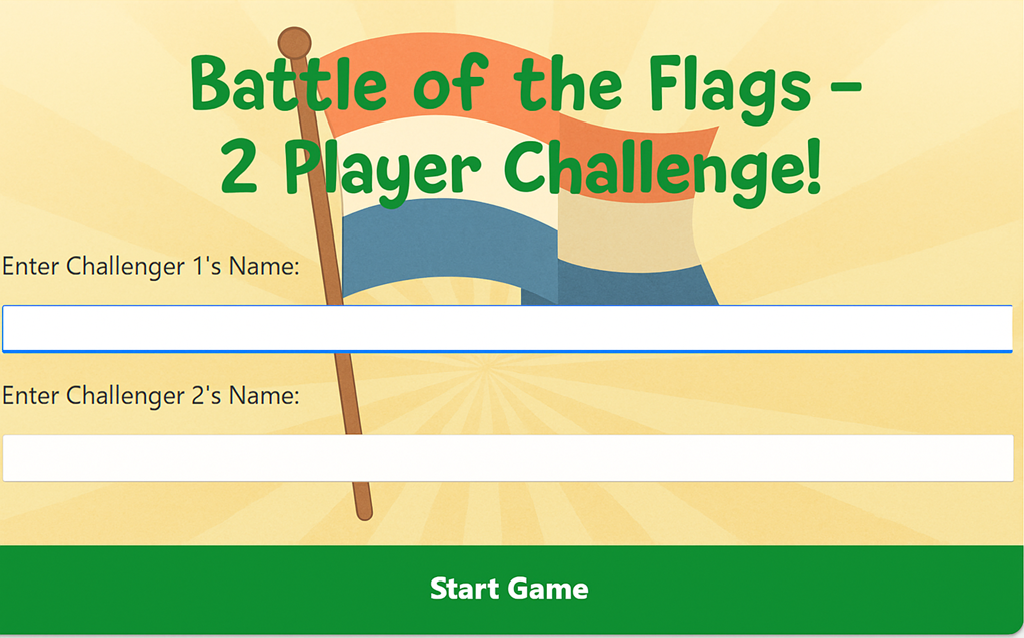 Battle of the Flags –
2 Player Challenge!
Enter Challenger 1's Name:
Enter Challenger 2's Name:
Start Game